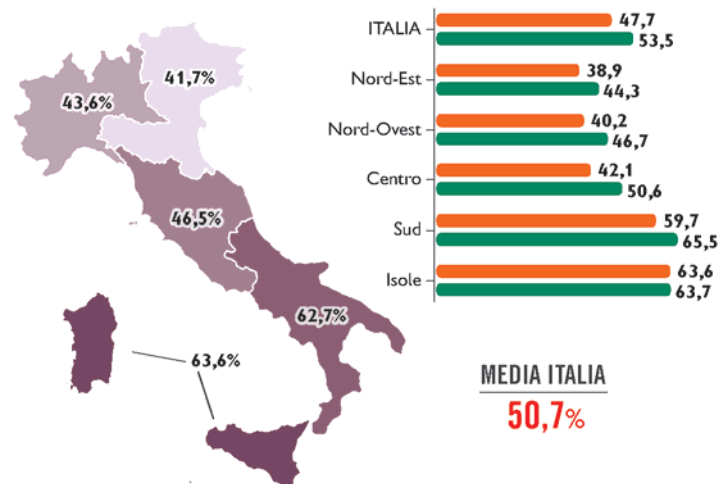 41,7%
43,6%
46,5%
62,7%
63,6%
ITALIA
47,7
53,5
Nord-Est
38,9
44,3
Nord-Ovest
40,2
46,7
Centro
42,1
50,6
Sud
59,7
65,5
Isole
63,6
63,7
MEDIA ITALIA
50,7%